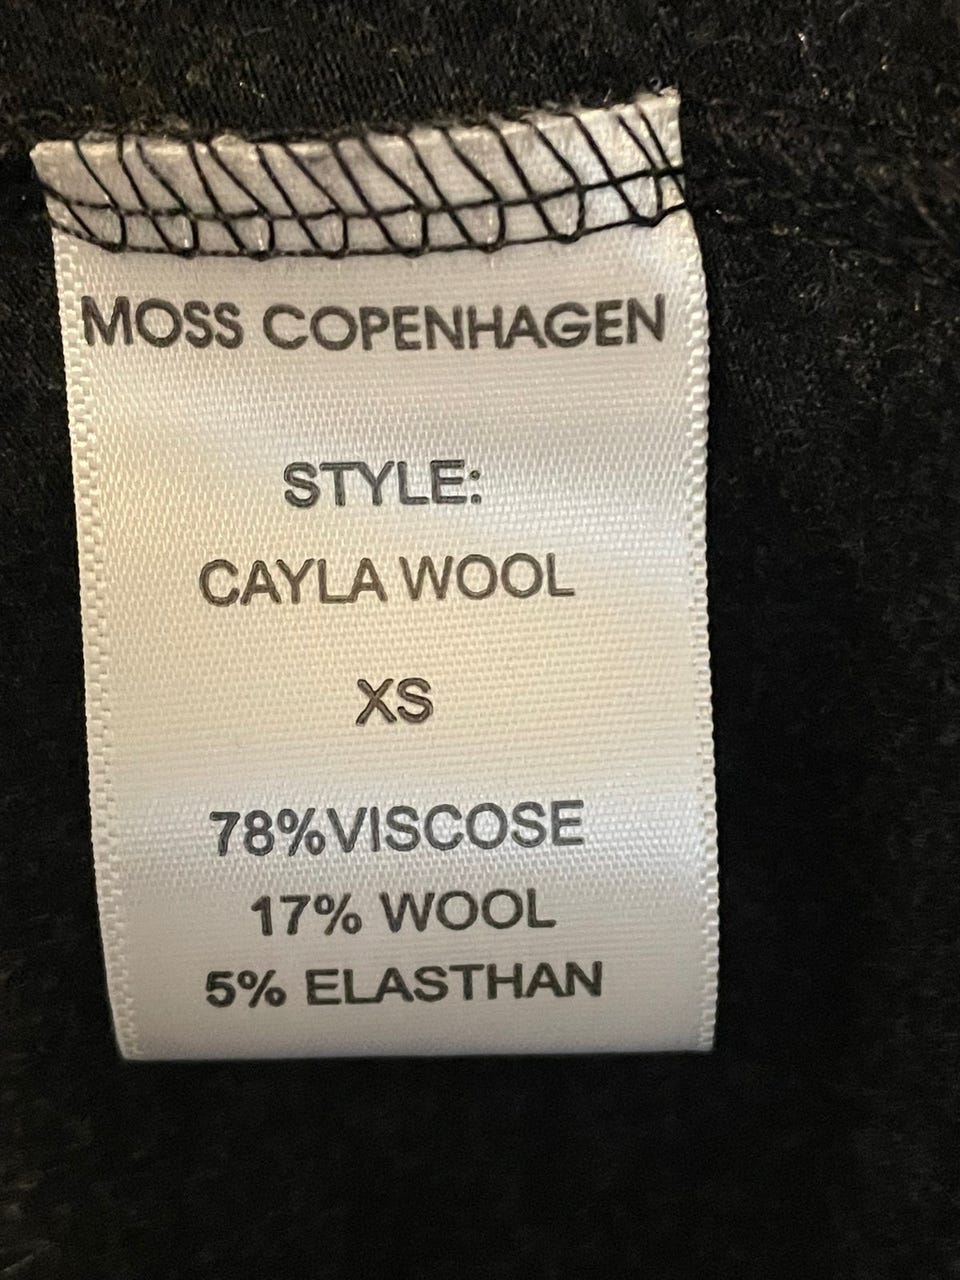 MOSS COPENHAGEN
STYLE:
CAYLA WOOL
XS
78%VISCOSE
17% WOOL
5% ELASTHAN